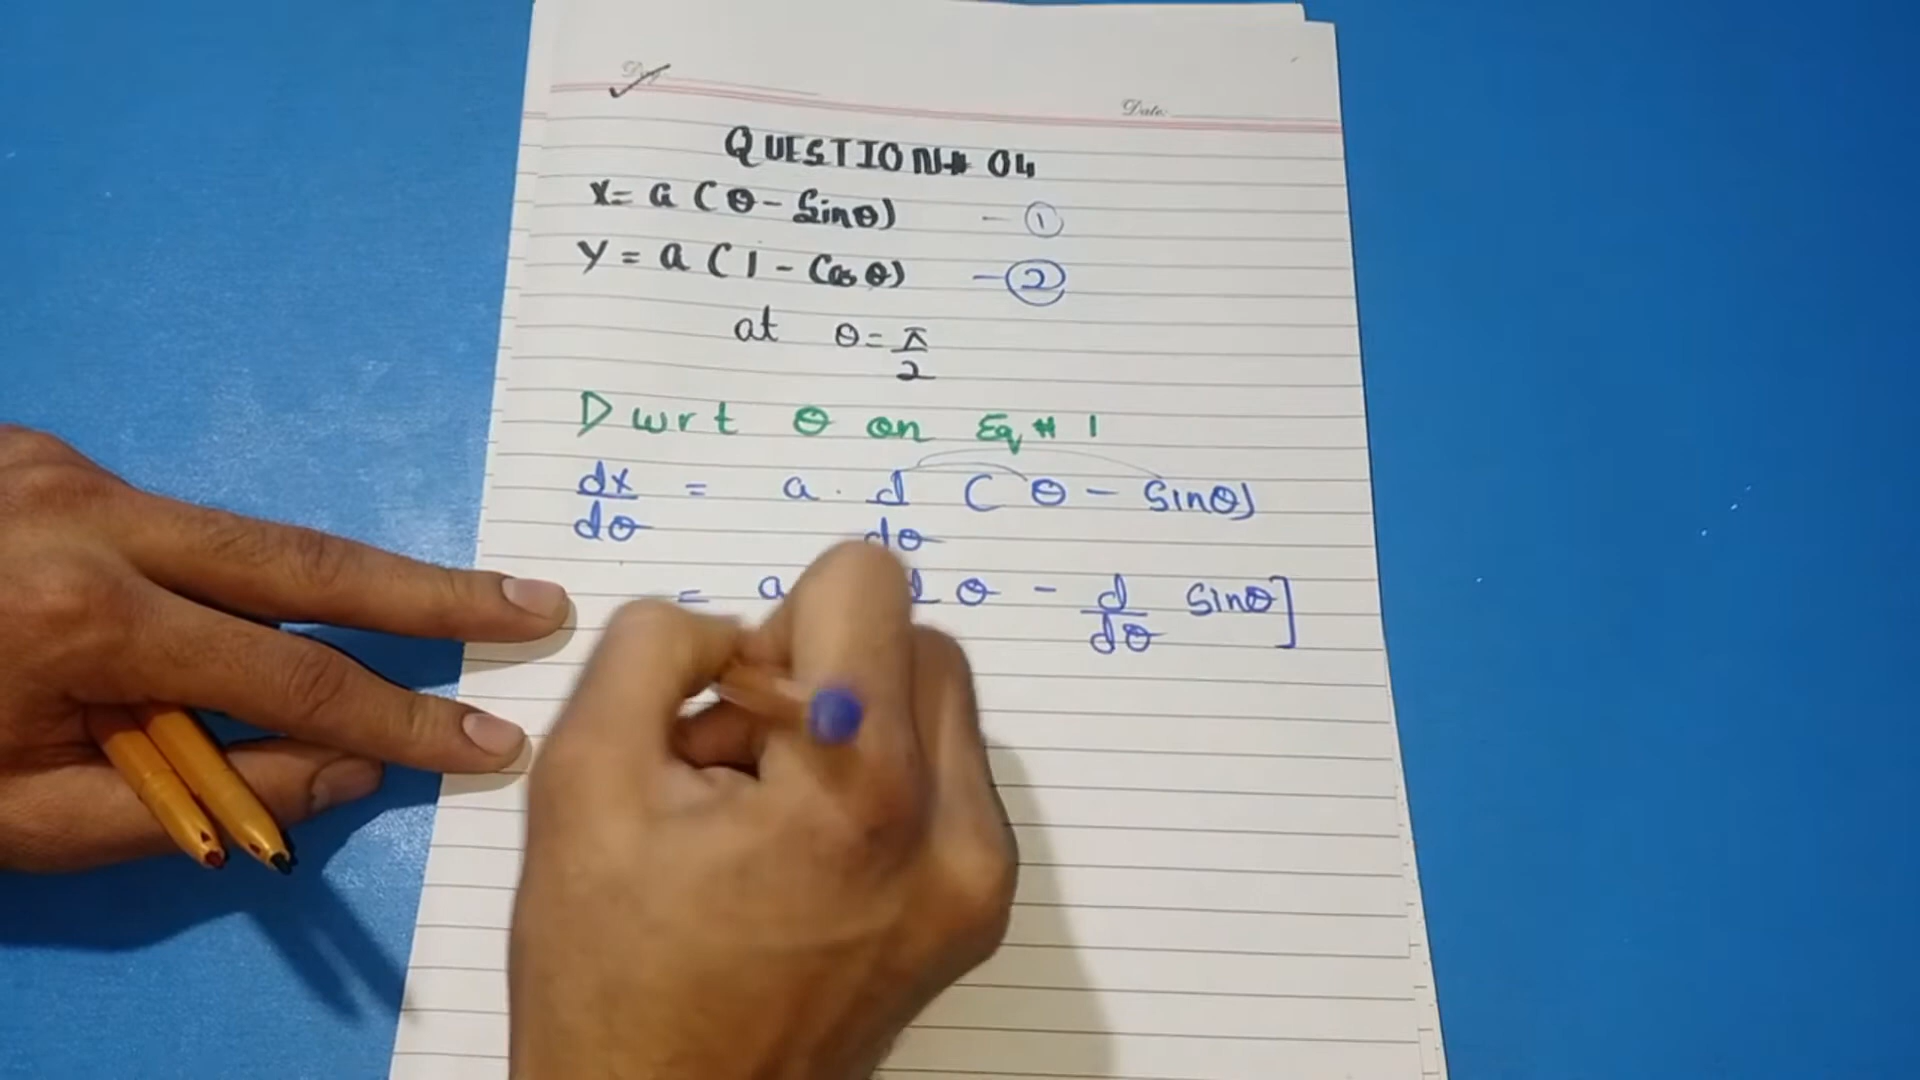 Day:
Date:
QUESTION# 04
x= a (θ - Sinθ) - ①
y = a (1 - Cosθ) - ②
at θ = π/2
D wrt θ on Eq # 1
dx/dθ = a . d/dθ (θ - Sinθ)
= a d θ - d/dθ Sinθ]